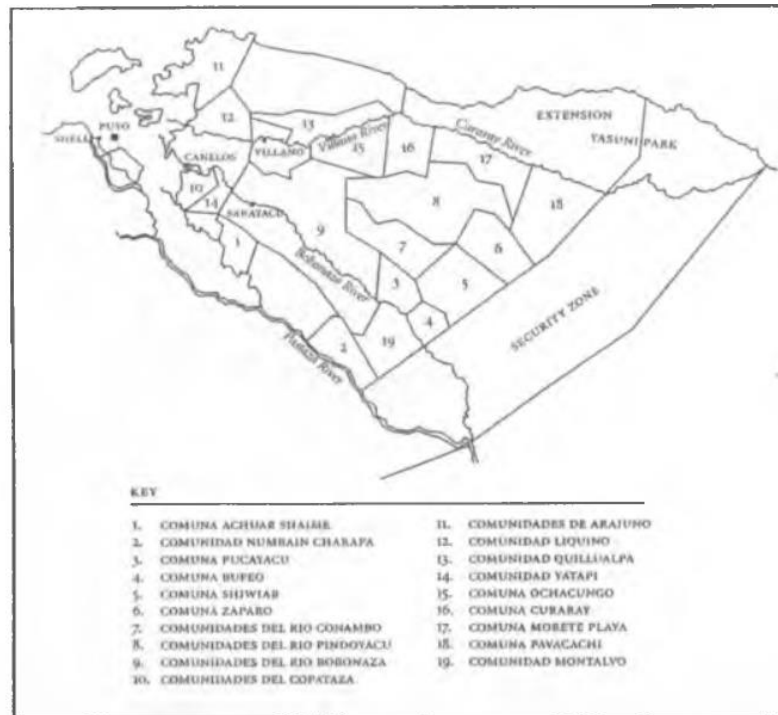 11
EXTENSION
12
13
Curaray River
YASUNI PARK
PUYO
SHELL
Villano River
CANELOS
VILLANO
15
16
17
10
8
14
SARAYACU
18
9
1
7
6
Bobonaza River
3
5
SECURITY ZONE
4
19
2
Pastaza River
KEY
1. COMUNA ACHUAR SHAIME
2. COMUNIDAD NUMBAIN CHARAPA
3. COMUNA PUCAYACU
4. COMUNA BUFEO
5. COMUNA SHIWIAR
6. COMUNA ZAPARO
7. COMUNIDADES DEL RIO CONAMBO
8. COMUNIDADES DEL RIO PINDOYACU
9. COMUNIDADES DEL RIO BOBONAZA
10. COMUNIDADES DEL COPATAZA
11. COMUNIDADES DE ARAJUNO
12. COMUNIDAD LIQUINO
13. COMUNIDAD QUILLUALPA
14. COMUNIDAD YATAPI
15. COMUNA OCHACUNGO
16. COMUNA CURARAY
17. COMUNA MORETE PLAYA
18. COMUNA PAVACACHI
19. COMUNIDAD MONTALVO